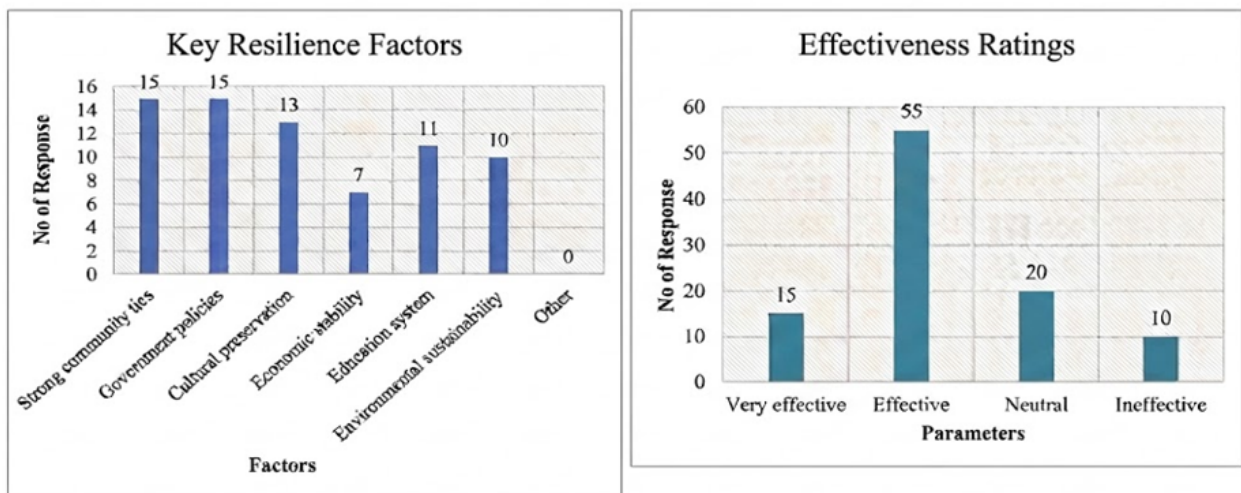 Key Resilience Factors
No of Response
16
14
12
10
8
6
4
2
0
15
15
13
7
11
10
0
Strong community ties
Government policies
Cultural preservation
Economic stability
Education system
Environmental sustainability
Other
Factors
Effectiveness Ratings
No of Response
60
50
40
30
20
10
0
15
55
20
10
Very effective
Effective
Neutral
Ineffective
Parameters